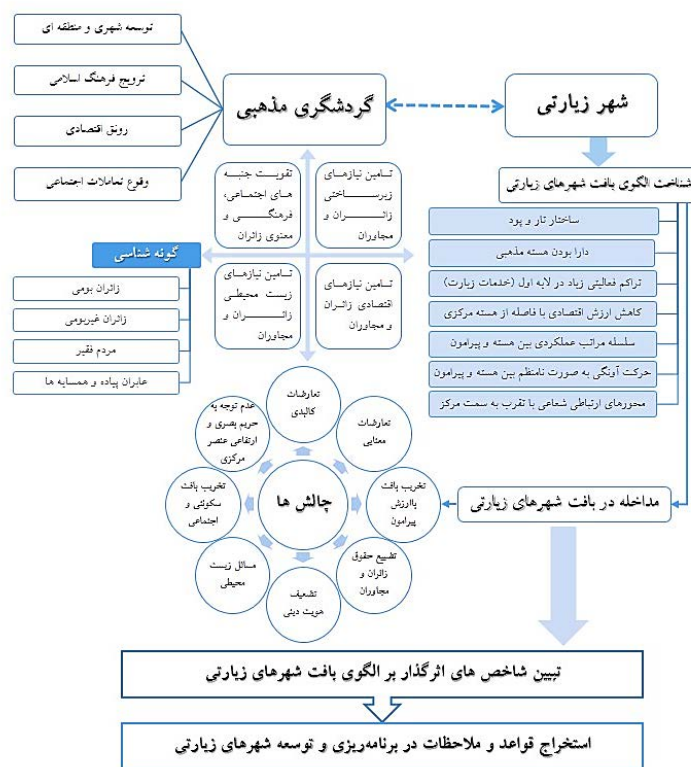 توسعه شهری و منطقه ای
ترویج فرهنگ اسلامی
رونق اقتصادی
وقوع تعاملات اجتماعی
گردشگری مذهبی
شهر زیارتی
شناخت الگوی بافت شهرهای زیارتی
ساختار تار و پود
دارا بودن هسته مذهبی
تراکم فعالیتی زیاد در لایه اول (خدمات زیارت)
کاهش ارزش اقتصادی با فاصله از هسته مرکزی
سلسله مراتب عملکردی بین هسته و پیرامون
حرکت آونگی به صورت نامنظم بین هسته و پیرامون
محورهای ارتباطی شعاعی با تقرب به سمت مرکز
تامین نیازهای
زیرساختی
زائران و
مجاوران
تقویت جنبه
های اجتماعی،
فرهنگی و
معنوی زائران
تامین نیازهای
اقتصادی زائران
و مجاوران
تامین نیازهای
زیست محیطی
زائران و
مجاوران
گونه شناسی
زائران بومی
زائران غیربومی
مردم فقیر
عابران پیاده و همسایه ها
چالش ها
تعارضات
کالبدی
تعارضات
معنایی
تخریب بافت
باارزش
پیرامون
تضییع حقوق
زائران و
مجاوران
تضعیف
هویت دینی
مسائل زیست
محیطی
تخریب بافت
سکونتی و
اجتماعی
عدم توجه به
حریم بصری و
ارتفاعی عنصر
مرکزی
مداخله در بافت شهرهای زیارتی
تبیین شاخص های اثرگذار بر الگوی بافت شهرهای زیارتی
استخراج قواعد و ملاحظات در برنامه‌ریزی و توسعه شهرهای زیارتی